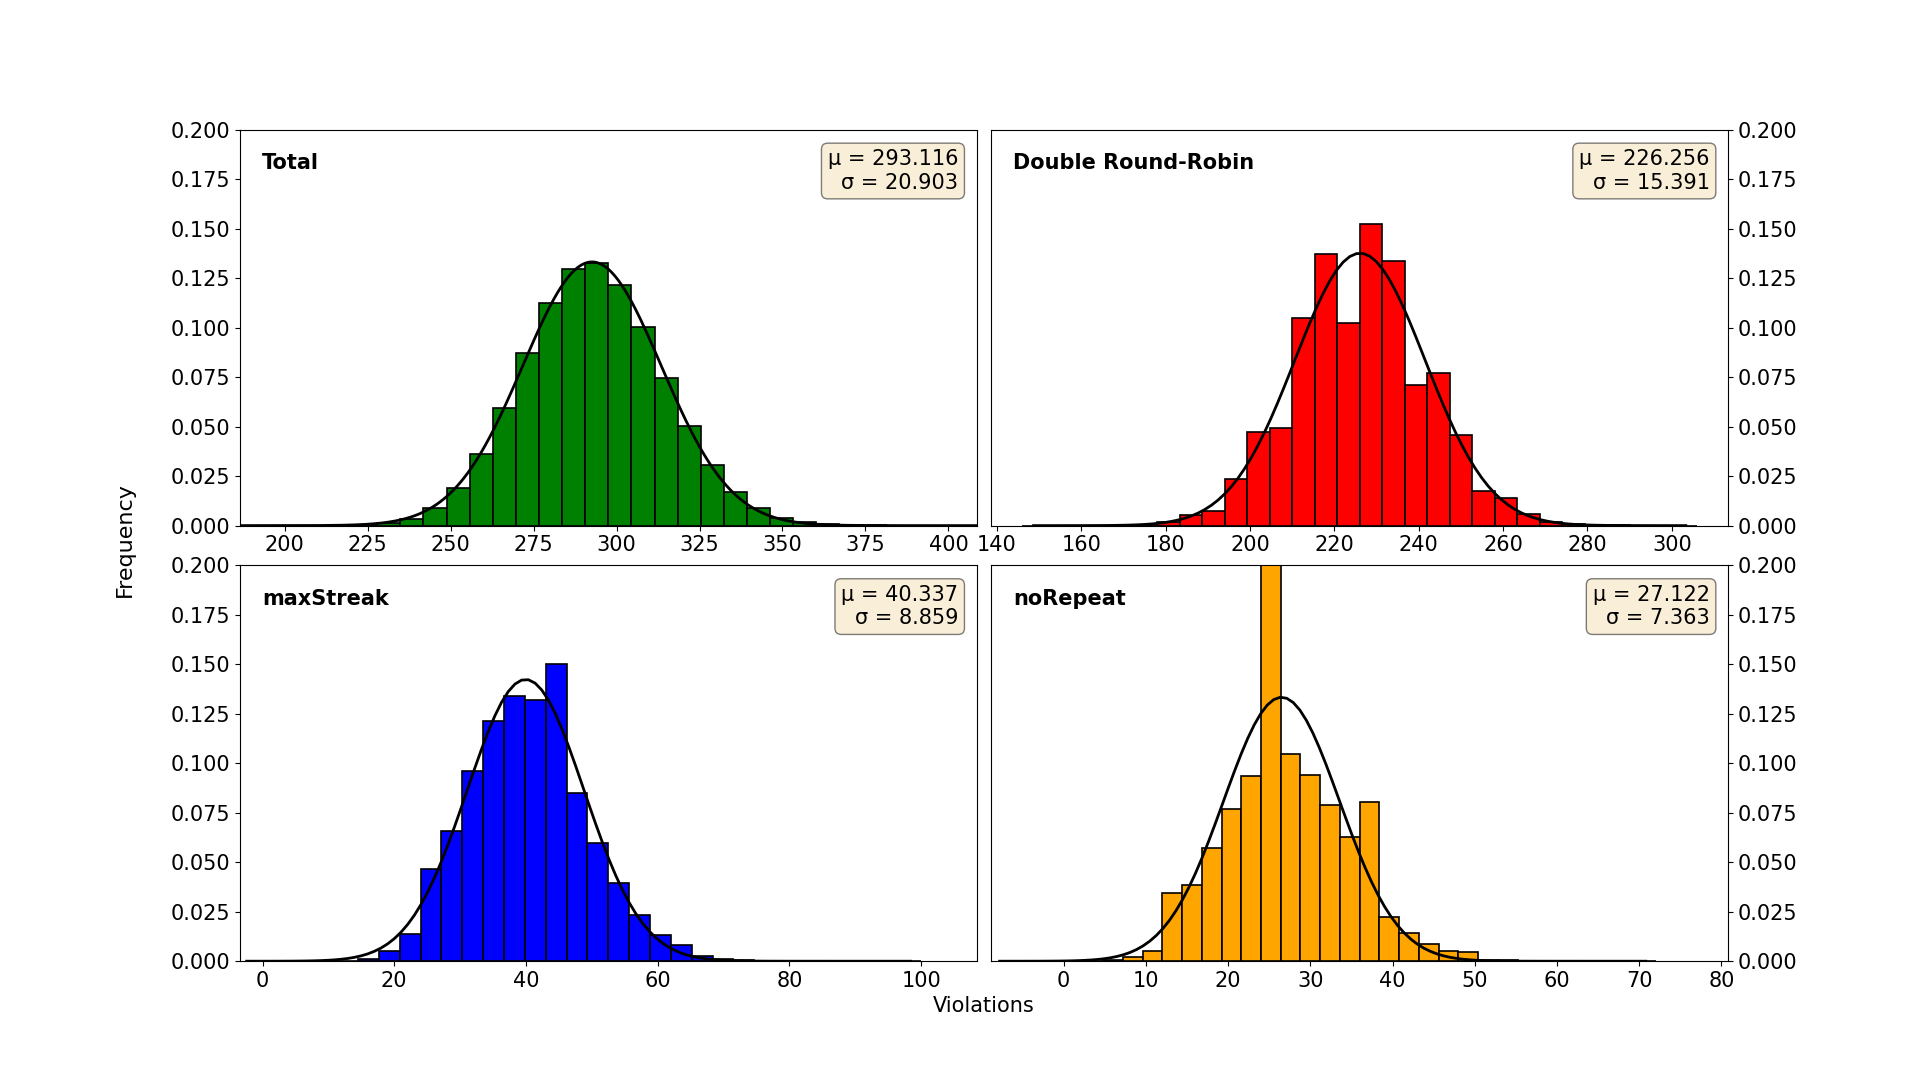 Total
μ = 293.116
σ = 20.903
0.200
0.175
0.150
0.125
0.100
0.075
0.050
0.025
0.000
200 225 250 275 300 325 350 375 400
Double Round-Robin
μ = 226.256
σ = 15.391
0.200
0.175
0.150
0.125
0.100
0.075
0.050
0.025
0.000
140 160 180 200 220 240 260 280 300
Frequency
maxStreak
μ = 40.337
σ = 8.859
0.200
0.175
0.150
0.125
0.100
0.075
0.050
0.025
0.000
0 20 40 60 80 100
noRepeat
μ = 27.122
σ = 7.363
0.200
0.175
0.150
0.125
0.100
0.075
0.050
0.025
0.000
0 10 20 30 40 50 60 70 80
Violations